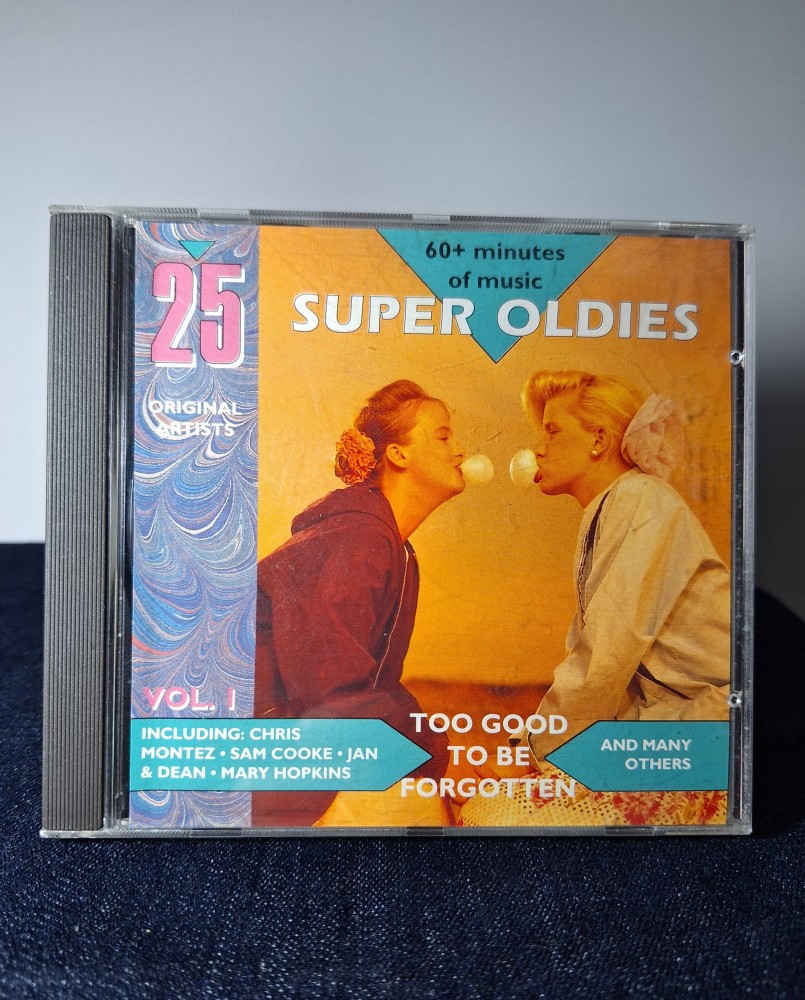 60+ minutes
of music
SUPER OLDIES
25
ORIGINAL
ARTISTS
VOL. 1
INCLUDING: CHRIS
MONTEZ • SAM COOKE • JAN
& DEAN • MARY HOPKINS
TOO GOOD
TO BE
FORGOTTEN
AND MANY
OTHERS